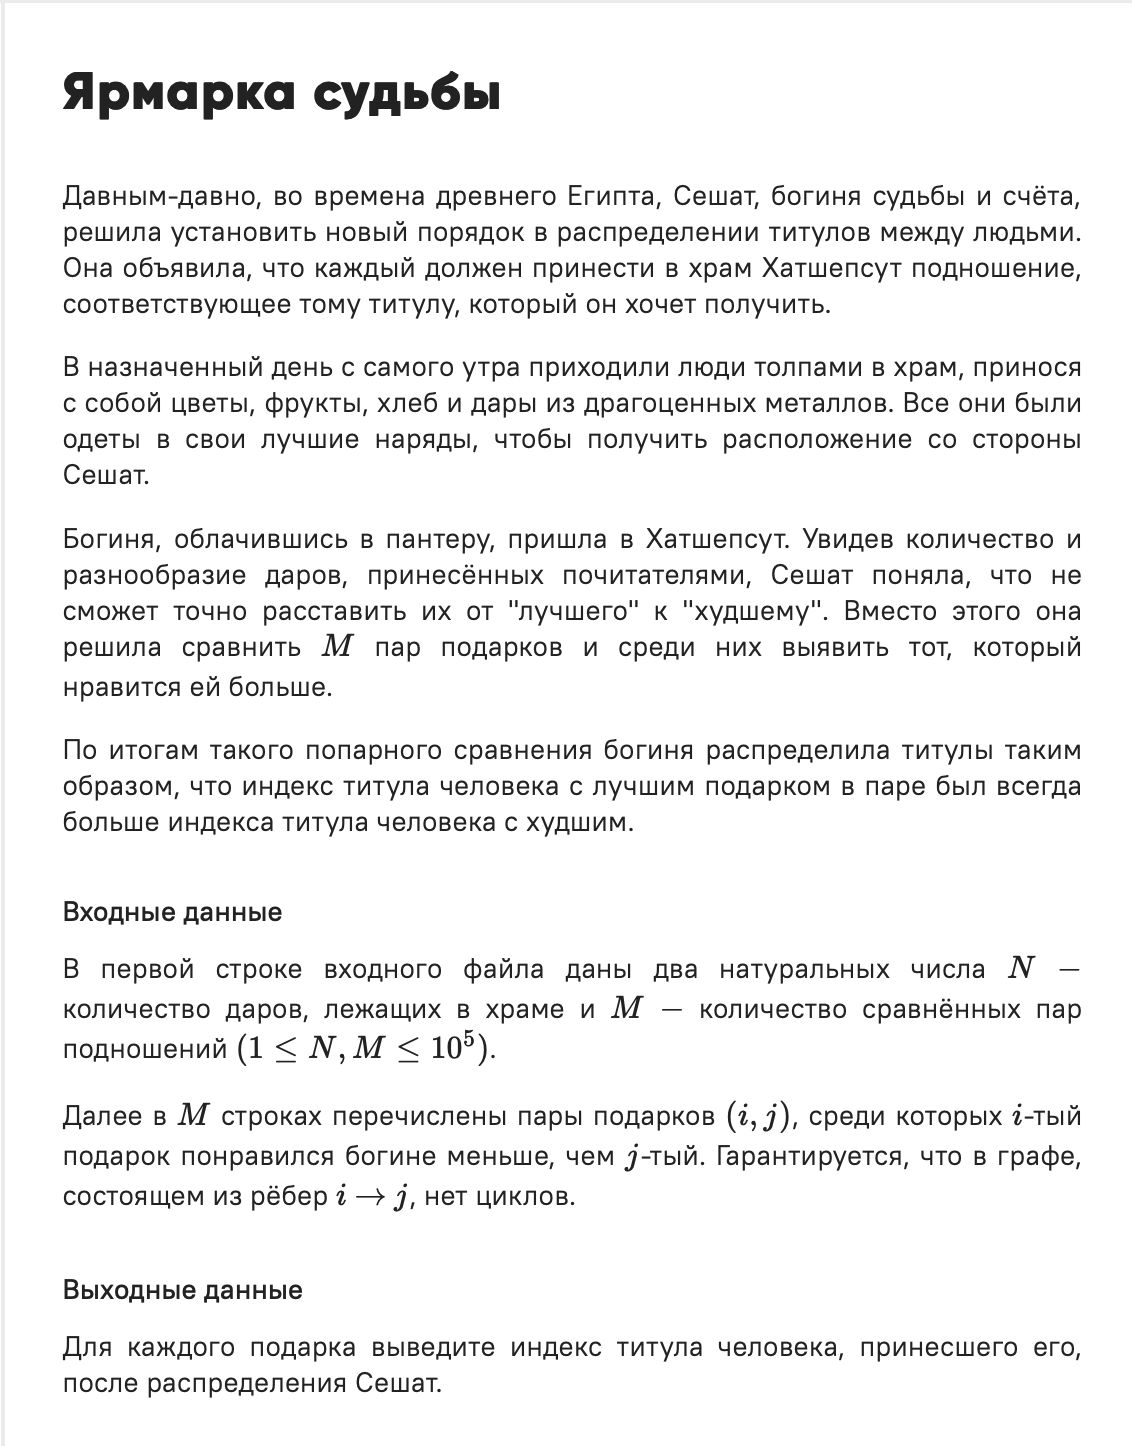 Ярмарка судьбы
Давным-давно, во времена древнего Египта, Сешат, богиня судьбы и счёта,
решила установить новый порядок в распределении титулов между людьми.
Она объявила, что каждый должен принести в храм Хатшепсут подношение,
соответствующее тому титулу, который он хочет получить.
В назначенный день с самого утра приходили люди толпами в храм, принося
с собой цветы, фрукты, хлеб и дары из драгоценных металлов. Все они были
одеты в свои лучшие наряды, чтобы получить расположение со стороны
Сешат.
Богиня, облачившись в пантеру, пришла в Хатшепсут. Увидев количество и
разнообразие даров, принесённых почитателями, Сешат поняла, что не
сможет точно расставить их от "лучшего" к "худшему". Вместо этого она
решила сравнить M пар подарков и среди них выявить тот, который
нравится ей больше.
По итогам такого попарного сравнения богиня распределила титулы таким
образом, что индекс титула человека с лучшим подарком в паре был всегда
больше индекса титула человека с худшим.
Входные данные
В первой строке входного файла даны два натуральных числа N —
количество даров, лежащих в храме и M — количество сравнённых пар
подношений (1 ≤ N, M ≤ 10⁵).
Далее в M строках перечислены пары подарков (i, j), среди которых i-тый
подарок понравился богине меньше, чем j-тый. Гарантируется, что в графе,
состоящем из рёбер i → j, нет циклов.
Выходные данные
Для каждого подарка выведите индекс титула человека, принесшего его,
после распределения Сешат.